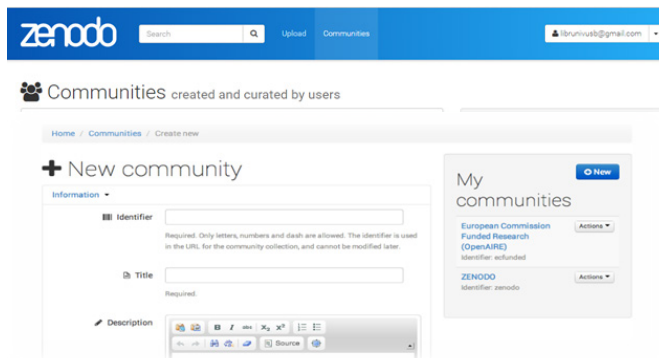 zenodo
Search
Upload
Communities
librunivusb@gmail.com
Communities created and curated by users
Home / Communities / Create new
New community
Information
Identifier
Required. Only letters, numbers and dash are allowed. The identifier is used
in the URL for the community collection, and cannot be modified later.
Title
Required.
Description
B I abc X₂ X²
Source
New
My
communities
European Commission
Funded Research
(OpenAIRE)
Actions
Identifier: ecfunded
ZENODO
Actions
Identifier: zenodo